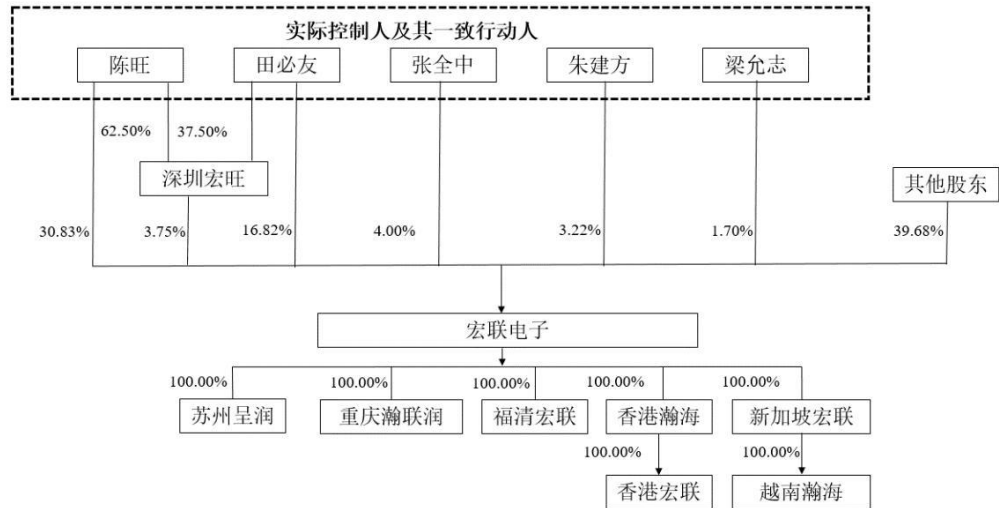 实际控制人及其一致行动人
陈旺 田必友 张全中 朱建方 梁允志
62.50% 37.50%
深圳宏旺 其他股东
30.83% 3.75% 16.82% 4.00% 3.22% 1.70% 39.68%
宏联电子
100.00% 100.00% 100.00% 100.00% 100.00%
苏州呈润 重庆瀚联润 福清宏联 香港瀚海 新加坡宏联
100.00% 100.00%
香港宏联 越南瀚海